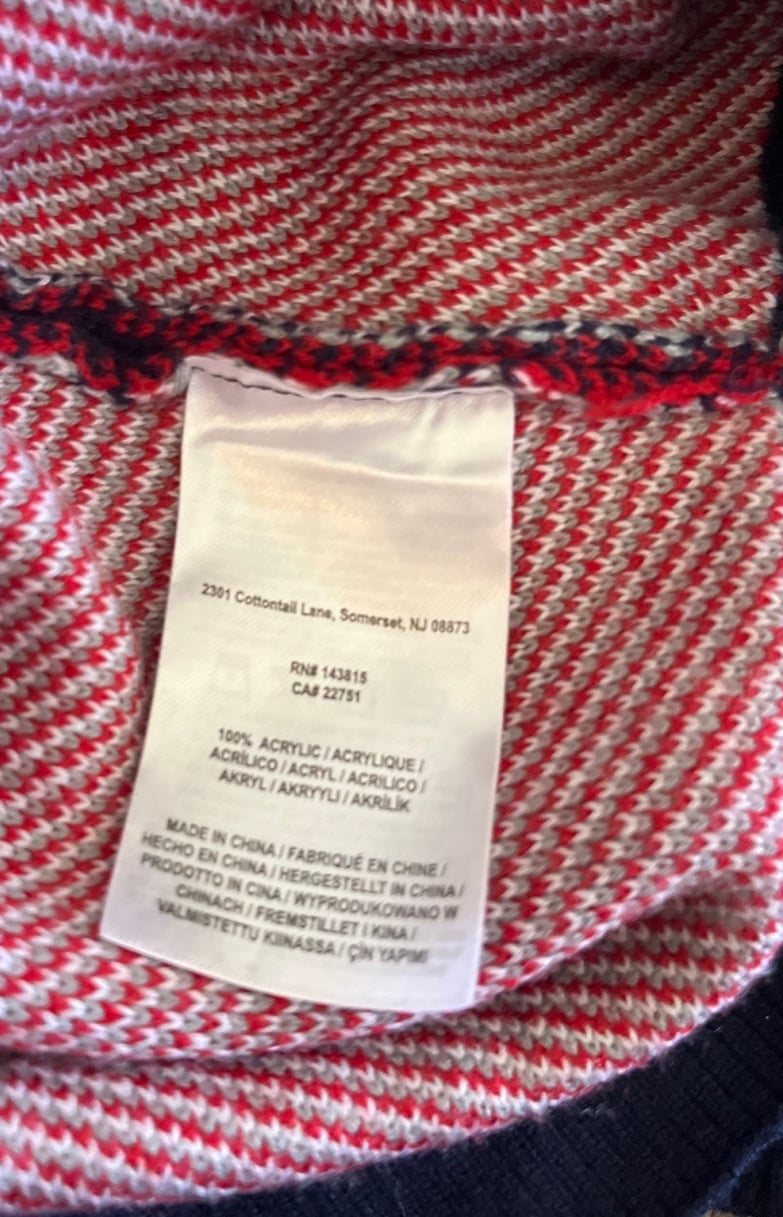 2301 Cottontail Lane, Somerset, NJ 08873
RN# 143815
CA# 22751
100% ACRYLIC / ACRYLIQUE /
ACRÍLICO / ACRYL / ACRILICO /
AKRYL / AKRYYLI / AKRİLİK
MADE IN CHINA / FABRIQUÉ EN CHINE /
HECHO EN CHINA / HERGESTELLT IN CHINA /
PRODOTTO IN CINA / WYPRODUKOWANO W
CHINACH / FREMSTILLET I KINA /
VALMISTETTU KIINASSA / ÇİN YAPIMI